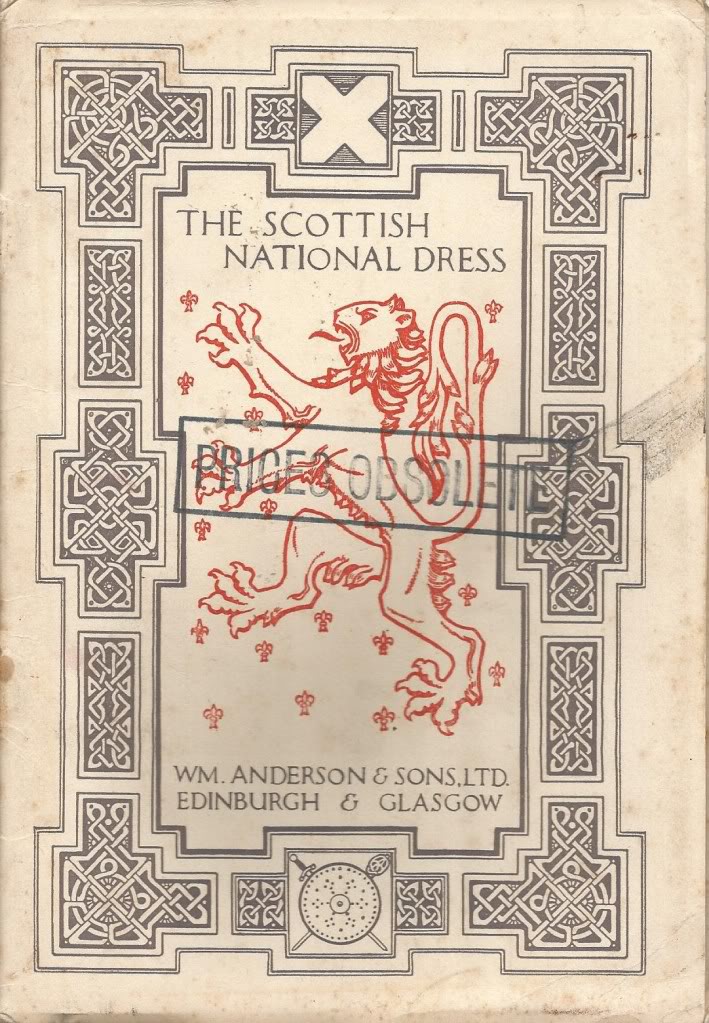 THE SCOTTISH
NATIONAL DRESS
PRICES OBSOLETE
WM. ANDERSON & SONS, LTD.
EDINBURGH & GLASGOW